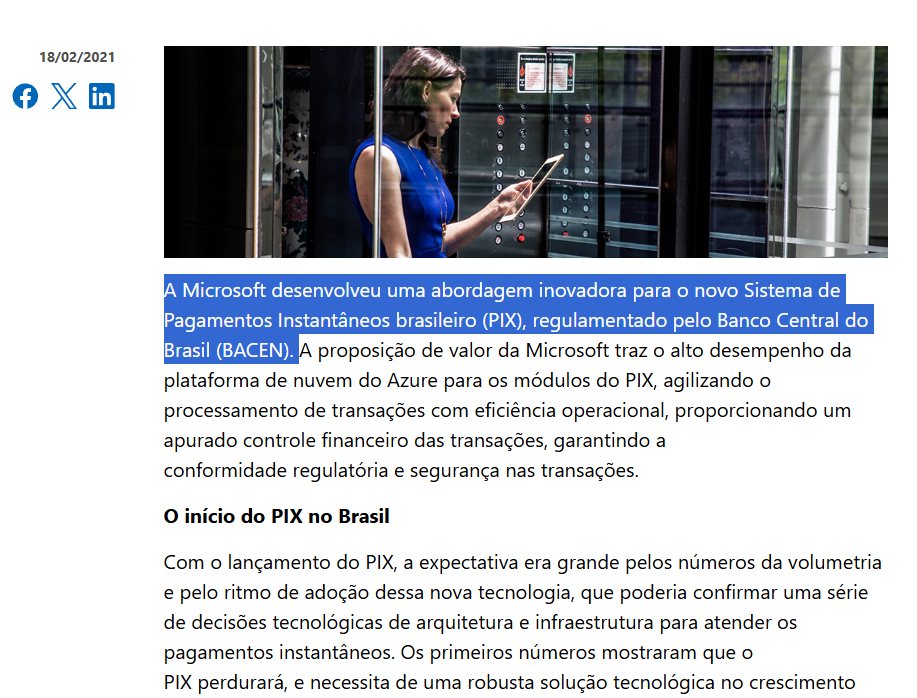 18/02/2021
A Microsoft desenvolveu uma abordagem inovadora para o novo Sistema de
Pagamentos Instantâneos brasileiro (PIX), regulamentado pelo Banco Central do
Brasil (BACEN). A proposição de valor da Microsoft traz o alto desempenho da
plataforma de nuvem do Azure para os módulos do PIX, agilizando o
processamento de transações com eficiência operacional, proporcionando um
apurado controle financeiro das transações, garantindo a
conformidade regulatória e segurança nas transações.
O início do PIX no Brasil
Com o lançamento do PIX, a expectativa era grande pelos números da volumetria
e pelo ritmo de adoção dessa nova tecnologia, que poderia confirmar uma série
de decisões tecnológicas de arquitetura e infraestrutura para atender os
pagamentos instantâneos. Os primeiros números mostraram que o
PIX perdurará, e necessita de uma robusta solução tecnológica no crescimento